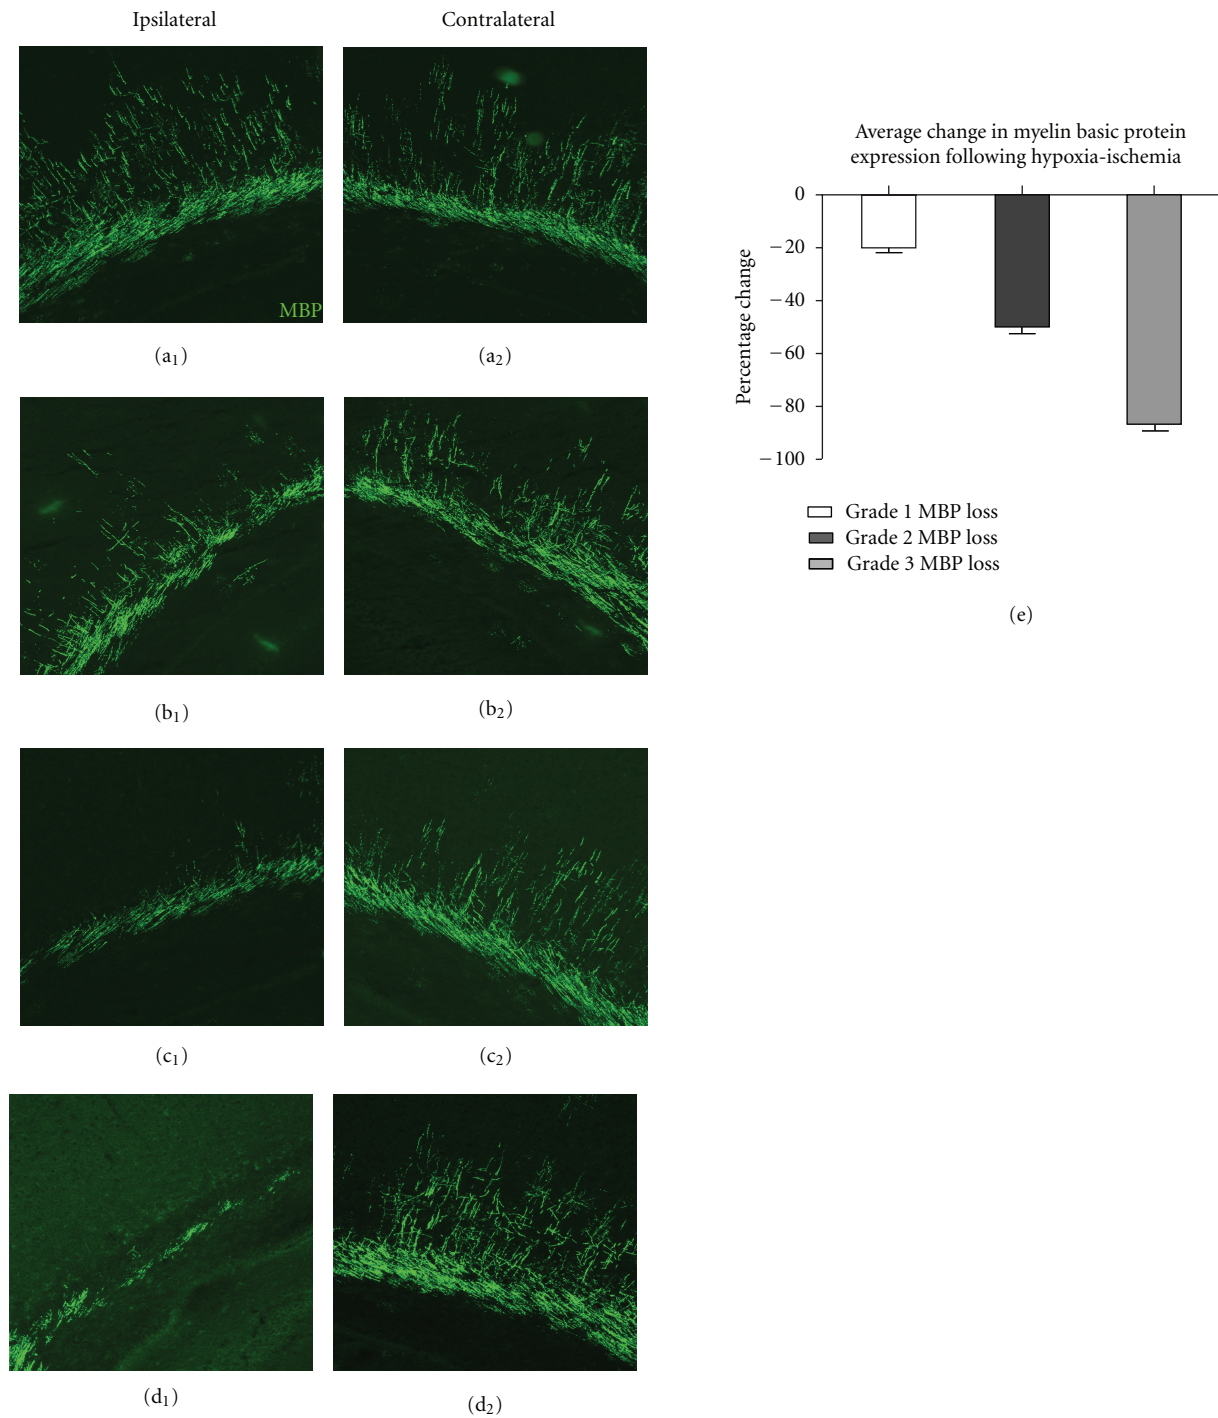 Ipsilateral
Contralateral
MBP
(a₁)
(a₂)
(b₁)
(b₂)
(c₁)
(c₂)
(d₁)
(d₂)
Average change in myelin basic protein
expression following hypoxia-ischemia
Percentage change
0
−20
−40
−60
−80
−100
Grade 1 MBP loss
Grade 2 MBP loss
Grade 3 MBP loss
(e)